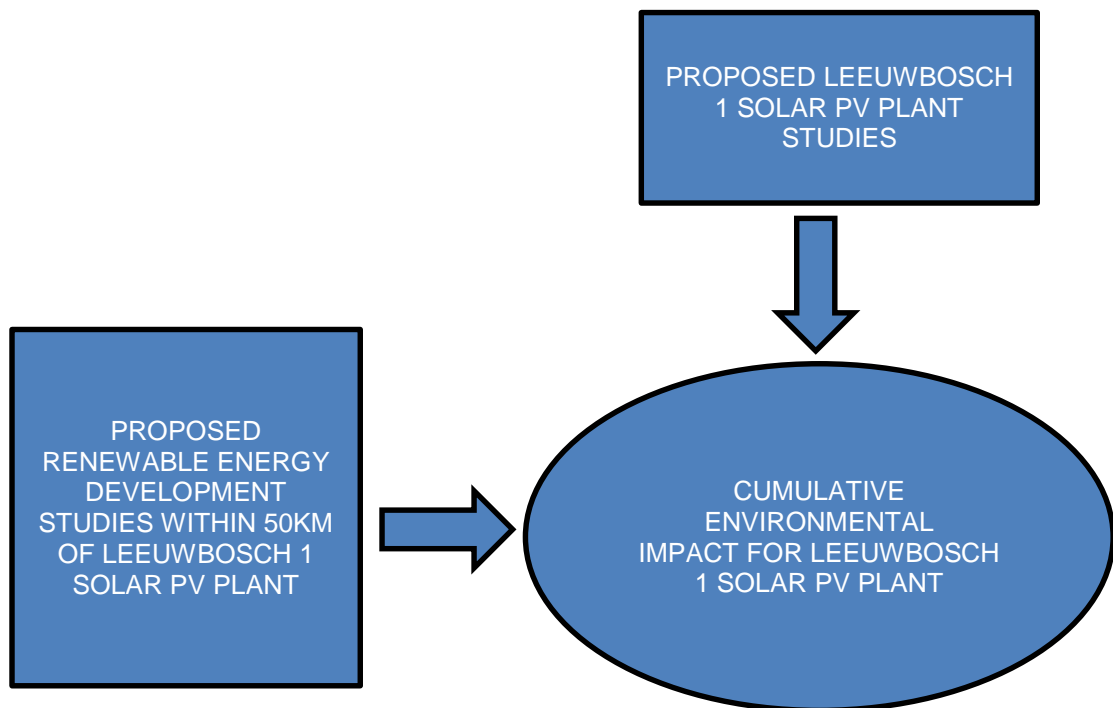 PROPOSED LEEUWBOSCH
1 SOLAR PV PLANT
STUDIES
PROPOSED
RENEWABLE ENERGY
DEVELOPMENT
STUDIES WITHIN 50KM
OF LEEUWBOSCH 1
SOLAR PV PLANT
CUMULATIVE
ENVIRONMENTAL
IMPACT FOR LEEUWBOSCH
1 SOLAR PV PLANT